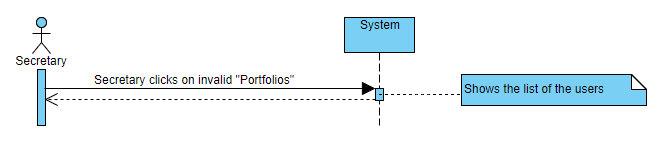 System
Secretary
Secretary clicks on invalid "Portfolios"
Shows the list of the users